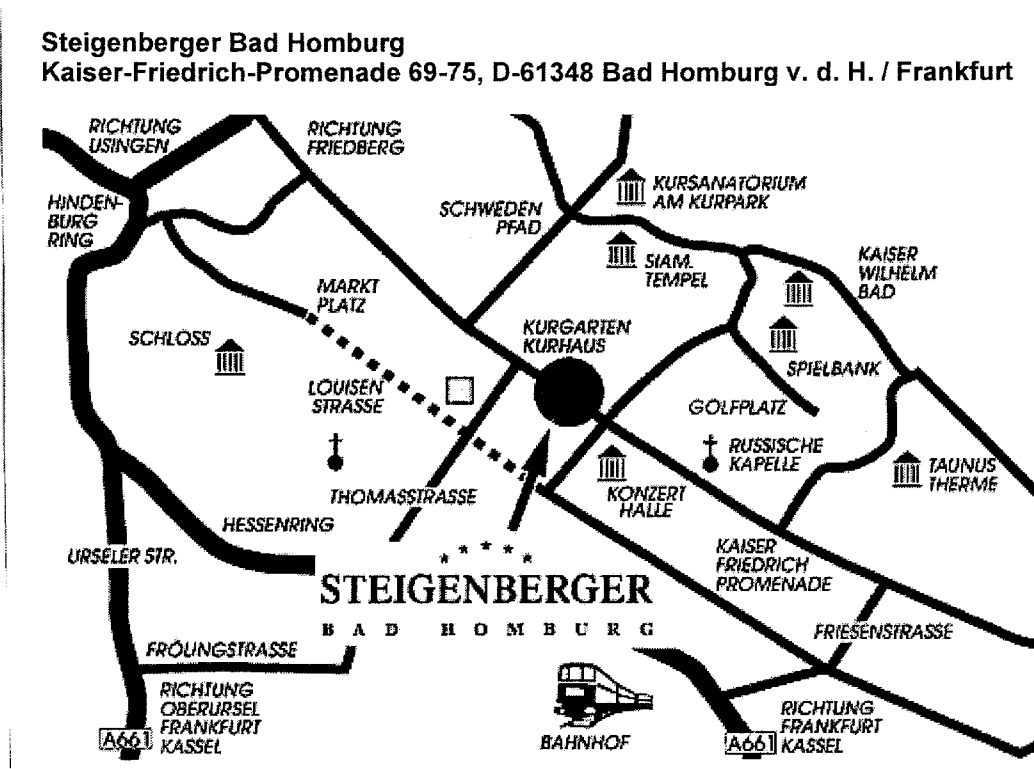 Steigenberger Bad Homburg
Kaiser-Friedrich-Promenade 69-75, D-61348 Bad Homburg v. d. H. / Frankfurt
RICHTUNG
USINGEN
RICHTUNG
FRIEDBERG
HINDEN-
BURG
RING
SCHWEDEN
PFAD
KURSANATORIUM
AM KURPARK
SIAM.
TEMPEL
KAISER
WILHELM
BAD
MARKT
PLATZ
SCHLOSS
KURGARTEN
KURHAUS
SPIELBANK
LOUISEN
STRASSE
GOLFPLATZ
RUSSISCHE
KAPELLE
TAUNUS
THERME
THOMASSTRASSE
KONZERT
HALLE
HESSENRING
URSELER STR.
KAISER
FRIEDRICH
PROMENADE
STEIGENBERGER
BAD HOMBURG
FRIESENSTRASSE
FRÖLINGSTRASSE
RICHTUNG
OBERURSEL
FRANKFURT
KASSEL
A661
BAHNHOF
RICHTUNG
FRANKFURT
KASSEL
A661